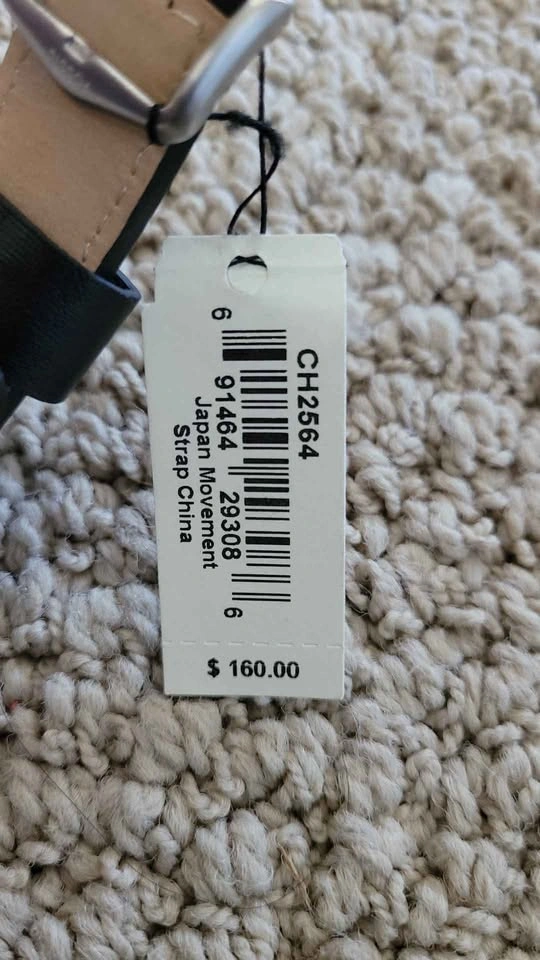 CH2564
6 91464 29308 6
Japan Movement
Strap China
$ 160.00